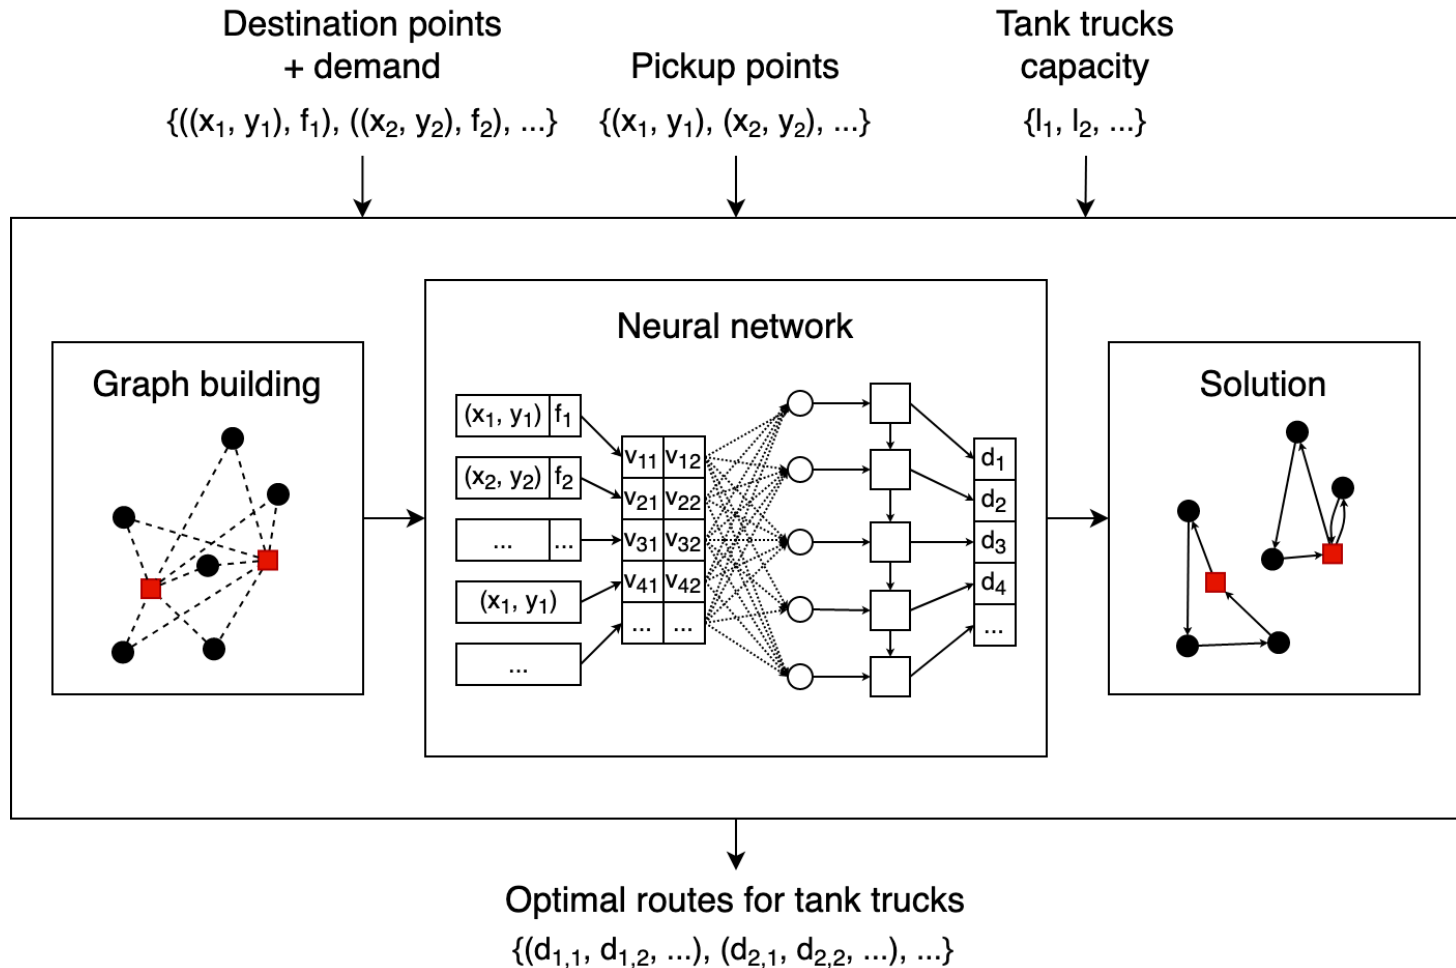 Destination points
+ demand
{((x₁, y₁), f₁), ((x₂, y₂), f₂), ...}
Pickup points
{(x₁, y₁), (x₂, y₂), ...}
Tank trucks
capacity
{l₁, l₂, ...}
Graph building
Neural network
(x₁, y₁) f₁
(x₂, y₂) f₂
... ...
(x₁, y₁)
...
v₁₁ v₁₂
v₂₁ v₂₂
v₃₁ v₃₂
v₄₁ v₄₂
... ...
d₁
d₂
d₃
d₄
...
Solution
Optimal routes for tank trucks
{(d₁,₁, d₁,₂, ...), (d₂,₁, d₂,₂, ...), ...}